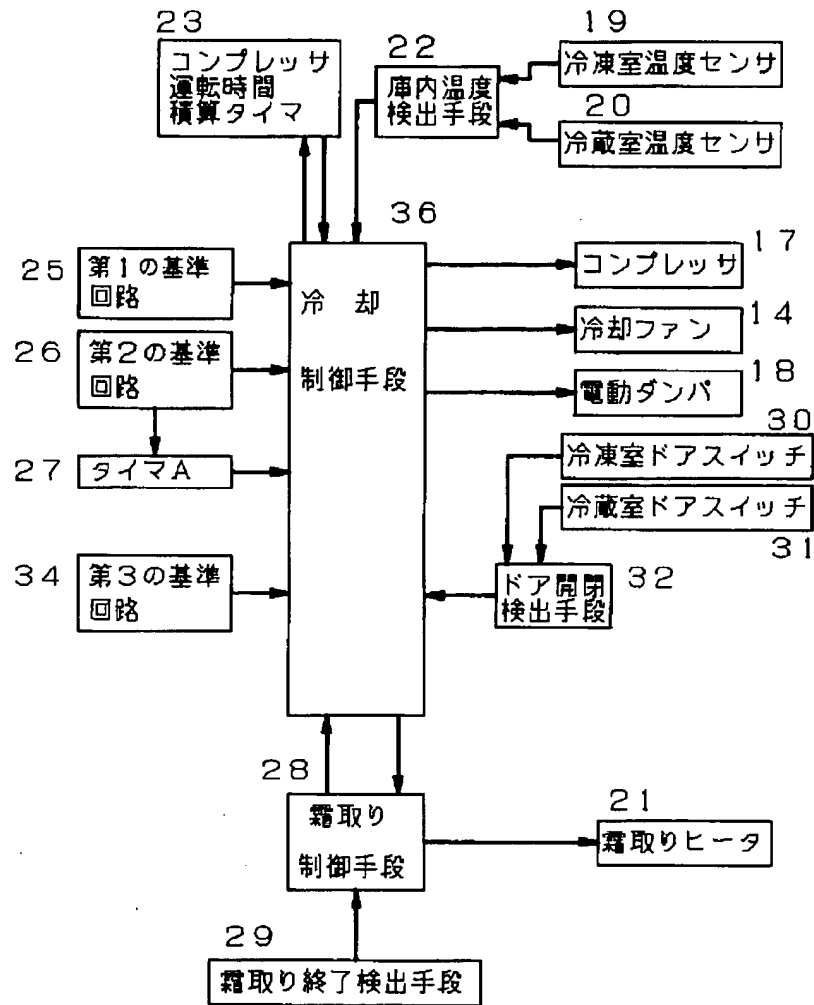 23
コンプレッサ
運転時間
積算タイマ
22
庫内温度
検出手段
19
冷凍室温度センサ
20
冷蔵室温度センサ
36
冷却
制御手段
25
第1の基準
回路
26
第2の基準
回路
27
タイマA
34
第3の基準
回路
17
コンプレッサ
14
冷却ファン
18
電動ダンパ
30
冷凍室ドアスイッチ
冷蔵室ドアスイッチ
31
32
ドア開閉
検出手段
28
霜取り
制御手段
21
霜取りヒータ
29
霜取り終了検出手段